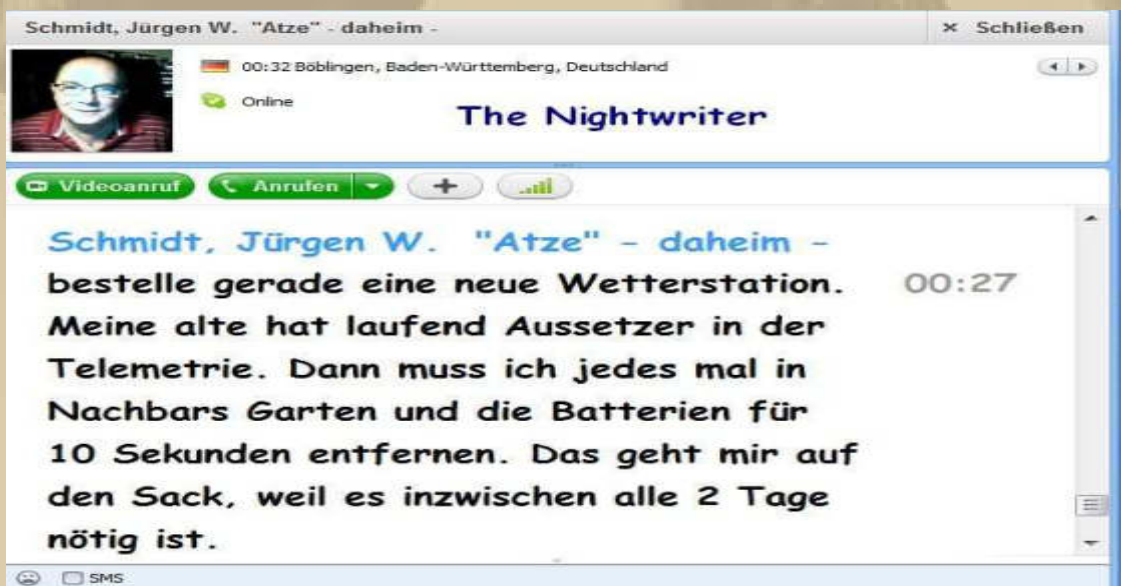 Schmidt, Jürgen W. "Atze" - daheim -
× Schließen
00:32 Böblingen, Baden-Württemberg, Deutschland
Online
The Nightwriter
Videoanruf
Anrufen
Schmidt, Jürgen W. "Atze" - daheim -
bestelle gerade eine neue Wetterstation. 00:27
Meine alte hat laufend Aussetzer in der
Telemetrie. Dann muss ich jedes mal in
Nachbars Garten und die Batterien für
10 Sekunden entfernen. Das geht mir auf
den Sack, weil es inzwischen alle 2 Tage
nötig ist.
SMS